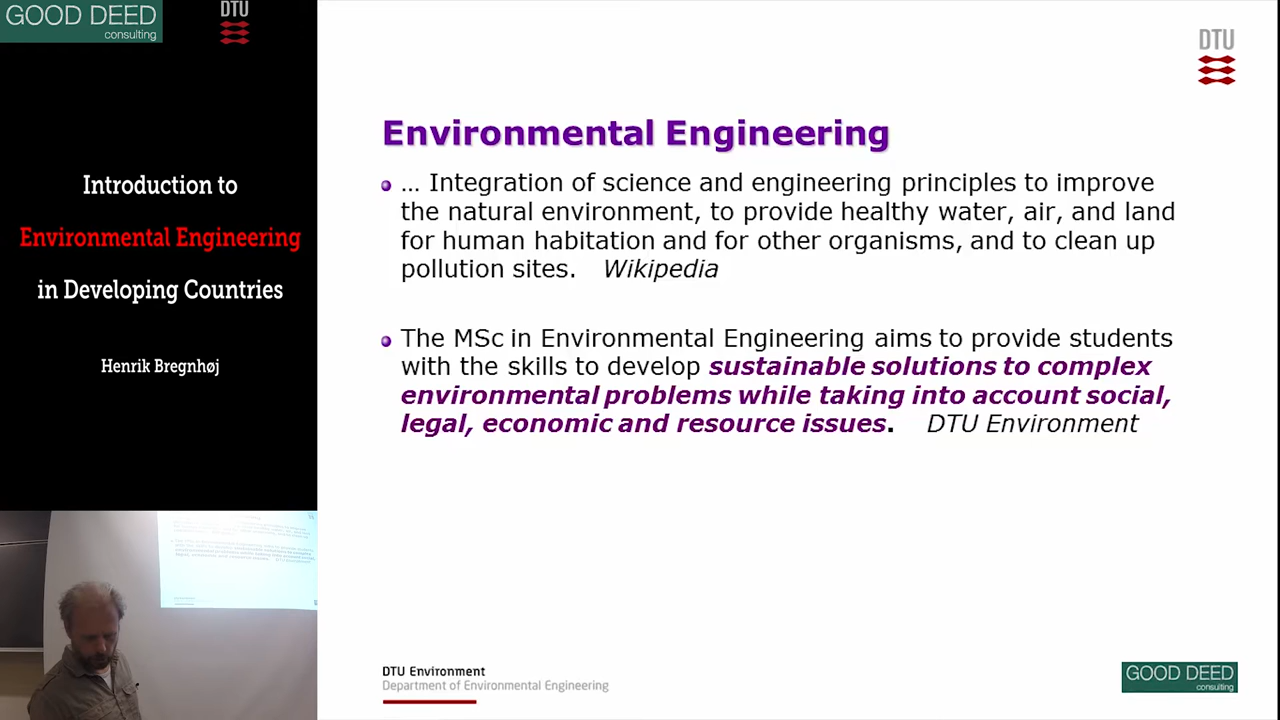 GOOD DEED
consulting
DTU
Introduction to
Environmental Engineering
in Developing Countries
Henrik Bregnhøj
DTU
Environmental Engineering
... Integration of science and engineering principles to improve
the natural environment, to provide healthy water, air, and land
for human habitation and for other organisms, and to clean up
pollution sites. Wikipedia
The MSc in Environmental Engineering aims to provide students
with the skills to develop sustainable solutions to complex
environmental problems while taking into account social,
legal, economic and resource issues. DTU Environment
DTU Environment
Department of Environmental Engineering
GOOD DEED
consulting